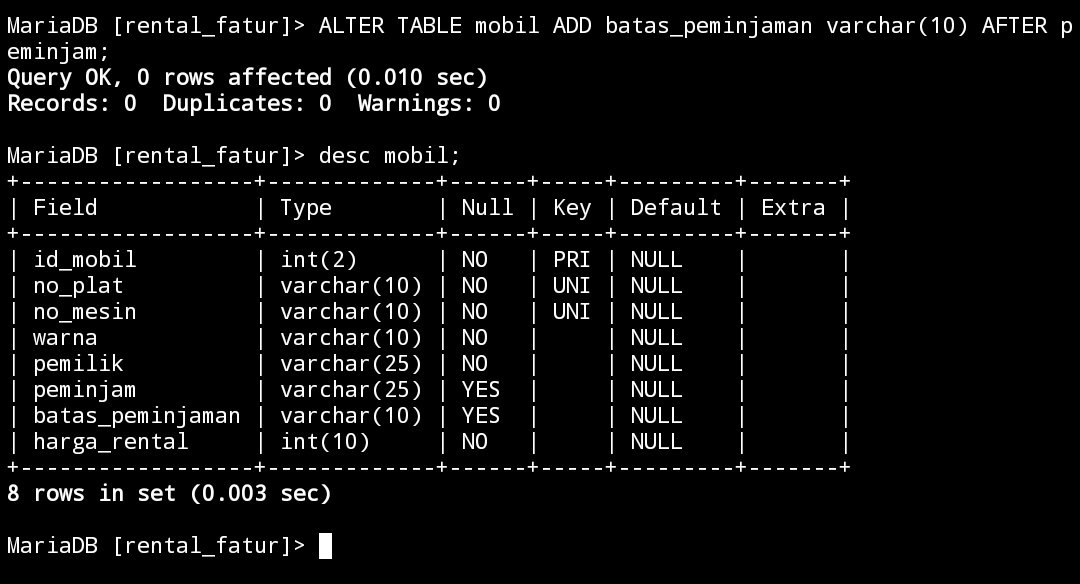 MariaDB [rental_fatur]> ALTER TABLE mobil ADD batas_peminjaman varchar(10) AFTER p
eminjam;
Query OK, 0 rows affected (0.010 sec)
Records: 0  Duplicates: 0  Warnings: 0

MariaDB [rental_fatur]> desc mobil;
+------------------+-------------+------+-----+---------+-------+
| Field            | Type        | Null | Key | Default | Extra |
+------------------+-------------+------+-----+---------+-------+
| id_mobil         | int(2)      | NO   | PRI | NULL    |       |
| no_plat          | varchar(10) | NO   | UNI | NULL    |       |
| no_mesin         | varchar(10) | NO   | UNI | NULL    |       |
| warna            | varchar(10) | NO   |     | NULL    |       |
| pemilik          | varchar(25) | NO   |     | NULL    |       |
| peminjam         | varchar(25) | YES  |     | NULL    |       |
| batas_peminjaman | varchar(10) | YES  |     | NULL    |       |
| harga_rental     | int(10)     | NO   |     | NULL    |       |
+------------------+-------------+------+-----+---------+-------+
8 rows in set (0.003 sec)

MariaDB [rental_fatur]>